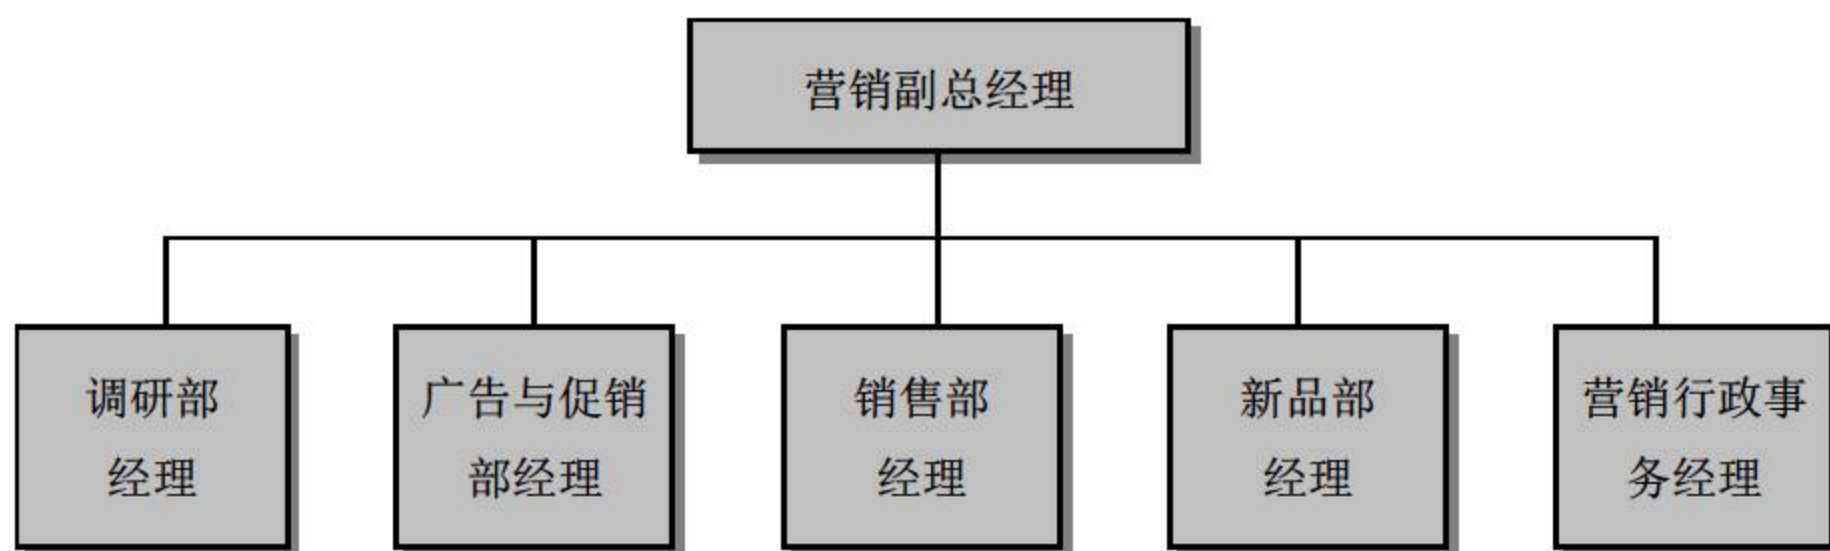 营销副总经理
调研部
经理
广告与促销
部经理
销售部
经理
新品部
经理
营销行政事
务经理